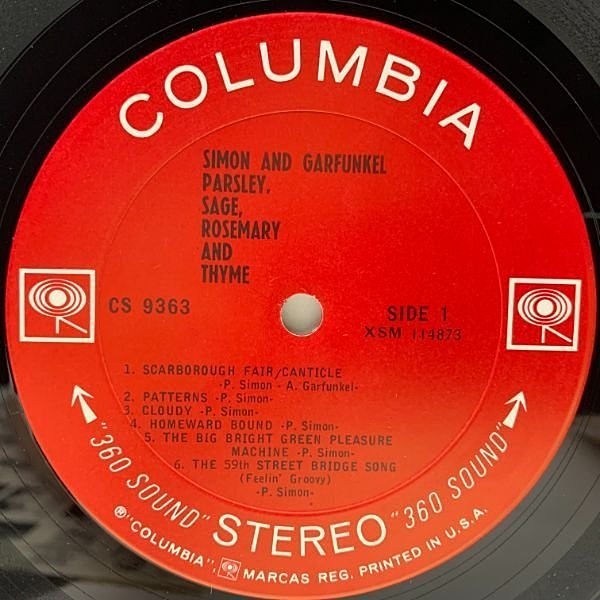 COLUMBIA
SIMON AND GARFUNKEL
PARSLEY,
SAGE,
ROSEMARY
AND
THYME
CS 9363
SIDE 1
XSM 114873
1. SCARBOROUGH FAIR/CANTICLE
-P. Simon - A. Garfunkel-
2. PATTERNS -P. Simon-
3. CLOUDY -P. Simon-
4. HOMEWARD BOUND -P. Simon-
5. THE BIG BRIGHT GREEN PLEASURE
MACHINE -P. Simon-
6. THE 59th STREET BRIDGE SONG
(Feelin' Groovy)
-P. Simon-
"360 SOUND" STEREO "360 SOUND"
® "COLUMBIA", MARCAS REG. PRINTED IN U.S.A.